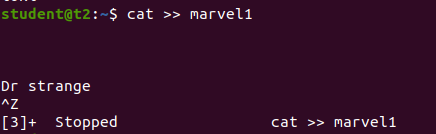 student@t2:~$ cat >> marvel1
Dr strange
^Z
[3]+  Stopped                 cat >> marvel1